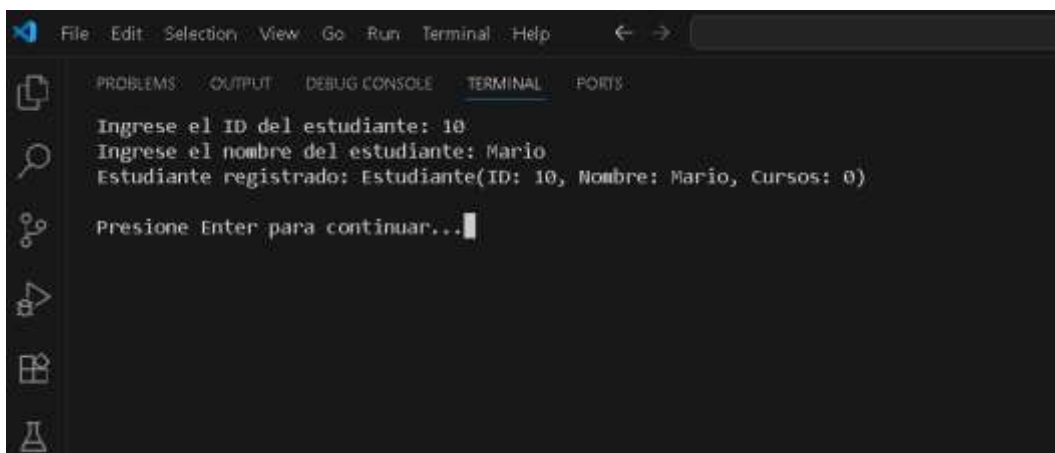 File Edit Selection View Go Run Terminal Help
PROBLEMS OUTPUT DEBUG CONSOLE TERMINAL PORTS
Ingrese el ID del estudiante: 10
Ingrese el nombre del estudiante: Mario
Estudiante registrado: Estudiante(ID: 10, Nombre: Mario, Cursos: 0)
Presione Enter para continuar...